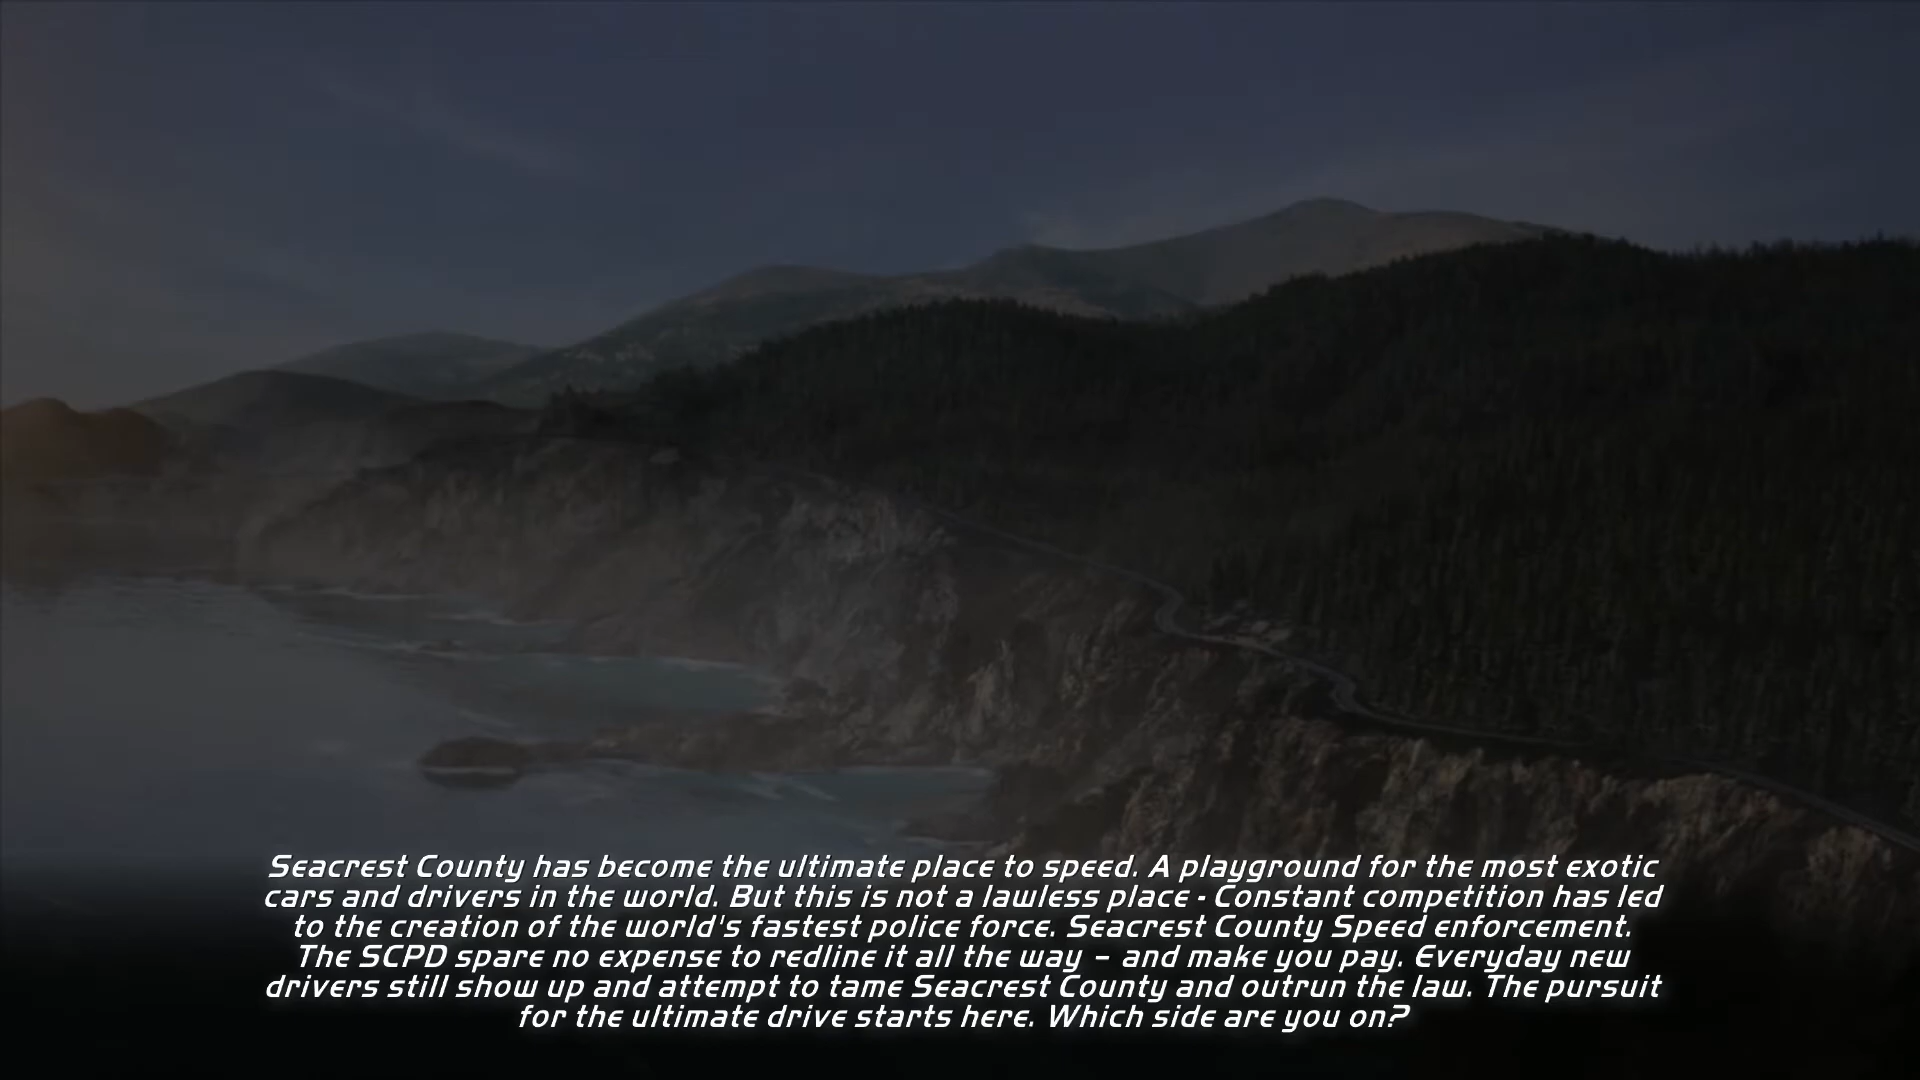 Seacrest County has become the ultimate place to speed. A playground for the most exotic
cars and drivers in the world. But this is not a lawless place - Constant competition has led
to the creation of the world's fastest police force. Seacrest County Speed enforcement.
The SCPD spare no expense to redline it all the way – and make you pay. Everyday new
drivers still show up and attempt to tame Seacrest County and outrun the law. The pursuit
for the ultimate drive starts here. Which side are you on?